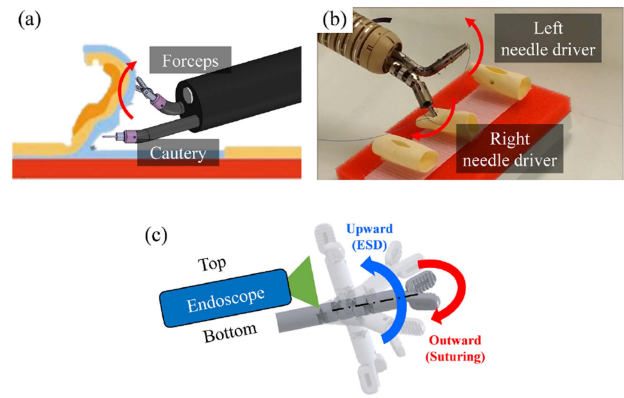 (a)
Forceps
Cautery
(b)
Left
needle driver
Right
needle driver
(c)
Top
Endoscope
Bottom
Upward
(ESD)
Outward
(Suturing)